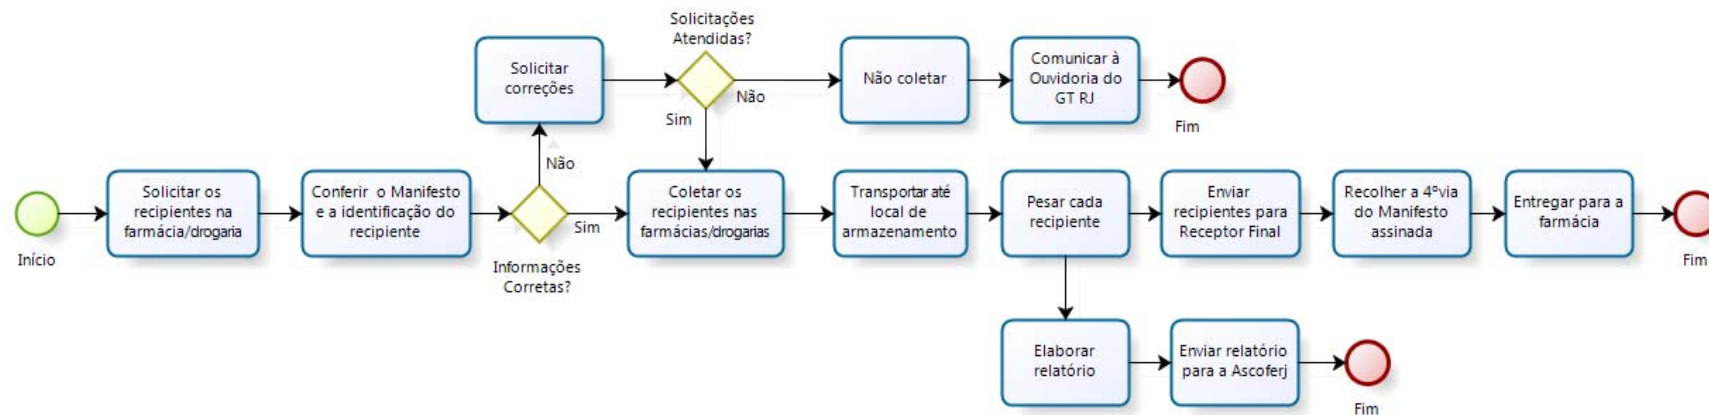 Solicitações
Atendidas?
Solicitar
correções
Não coletar
Comunicar à
Ouvidoria do
GT RJ
Não
Sim
Fim
Não
Solicitar os
recipientes na
farmácia/drogaria
Conferir o Manifesto
e a identificação do
recipiente
Coletar os
recipientes nas
farmácias/drogarias
Transportar até
local de
armazenamento
Pesar cada
recipiente
Enviar
recipientes para
Receptor Final
Recolher a 4ºvia
do Manifesto
assinada
Entregar para a
farmácia
Sim
Início
Informações
Corretas?
Fim
Elaborar
relatório
Enviar relatório
para a Ascoferj
Fim